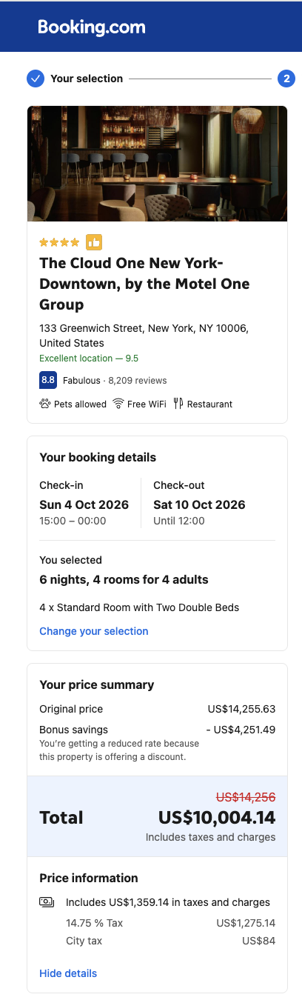 Booking.com
Your selection
2
The Cloud One New York-
Downtown, by the Motel One
Group
133 Greenwich Street, New York, NY 10006,
United States
Excellent location — 9.5
8.8 Fabulous · 8,209 reviews
Pets allowed Free WiFi Restaurant
Your booking details
Check-in
Sun 4 Oct 2026
15:00 – 00:00
Check-out
Sat 10 Oct 2026
Until 12:00
You selected
6 nights, 4 rooms for 4 adults
4 x Standard Room with Two Double Beds
Change your selection
Your price summary
Original price US$14,255.63
Bonus savings - US$4,251.49
You’re getting a reduced rate because
this property is offering a discount.
US$14,256
Total US$10,004.14
Includes taxes and charges
Price information
Includes US$1,359.14 in taxes and charges
14.75 % Tax US$1,275.14
City tax US$84
Hide details